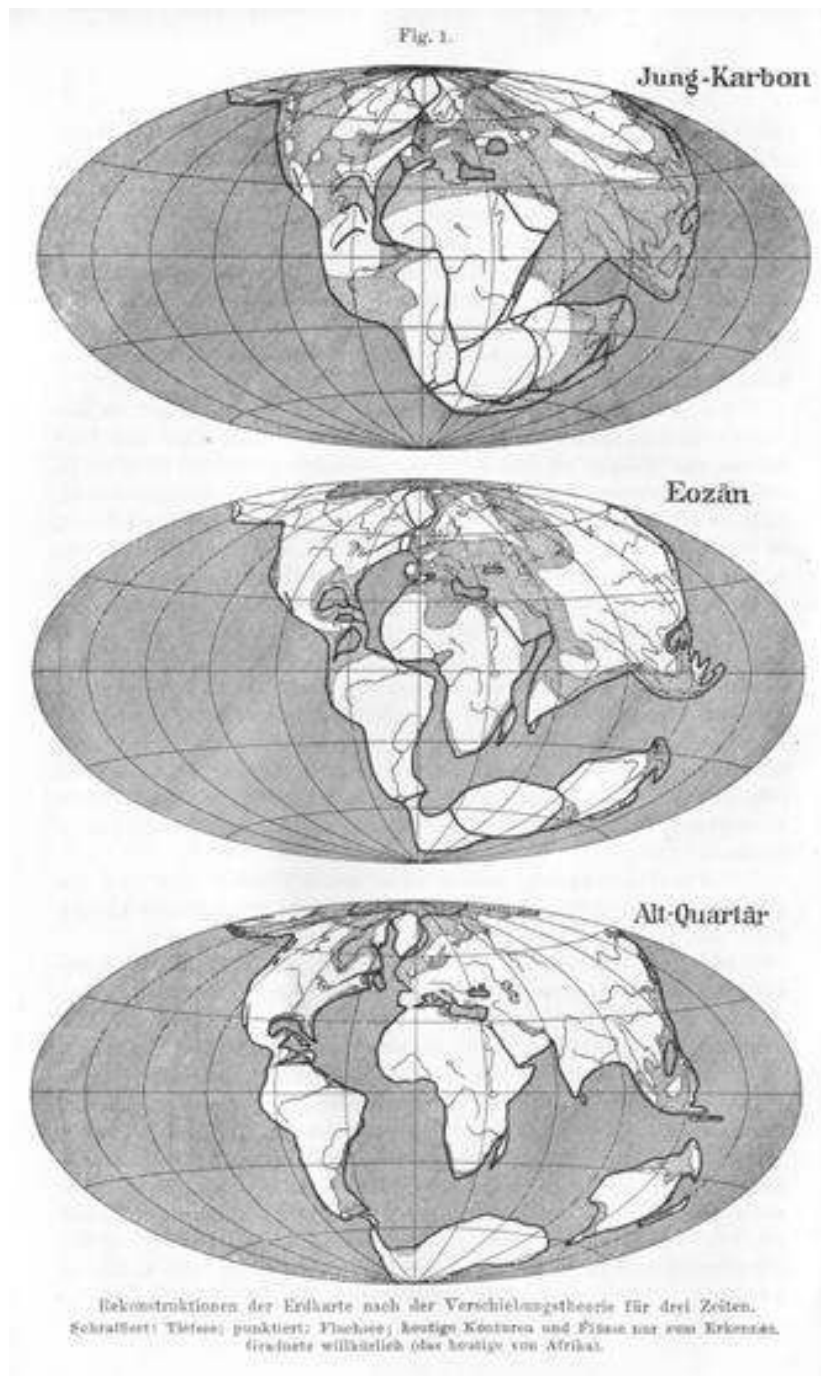 Fig. 1.
Jung-Karbon
Eozän
Alt-Quartär
Rekonstruktionen der Erdkarte nach der Verschiebungstheorie für drei Zeiten.
Schraffiert: Tiefsee; punktiert: Flachsee; heutige Konturen und Flüsse nur zum Erkennen.
Gradnetz willkürlich (das heutige von Afrika).